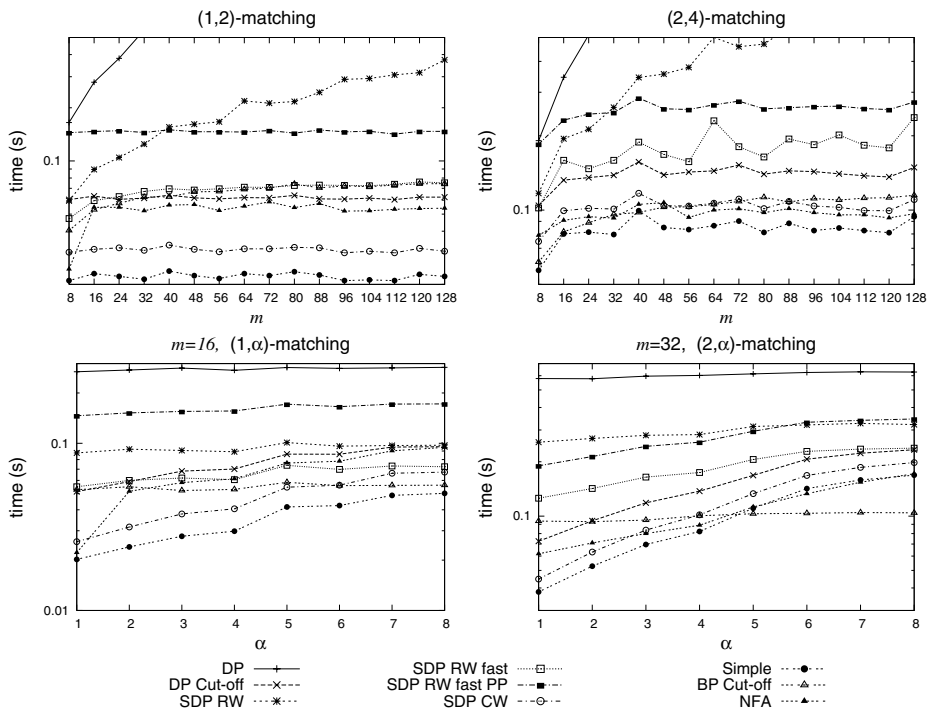 (1,2)-matching
time (s)
0.1
8 16 24 32 40 48 56 64 72 80 88 96 104 112 120 128
m
(2,4)-matching
time (s)
0.1
8 16 24 32 40 48 56 64 72 80 88 96 104 112 120 128
m
m=16, (1,α)-matching
time (s)
0.1
0.01
1 2 3 4 5 6 7 8
α
m=32, (2,α)-matching
time (s)
0.1
1 2 3 4 5 6 7 8
α
DP
DP Cut-off
SDP RW
SDP RW fast
SDP RW fast PP
SDP CW
Simple
BP Cut-off
NFA